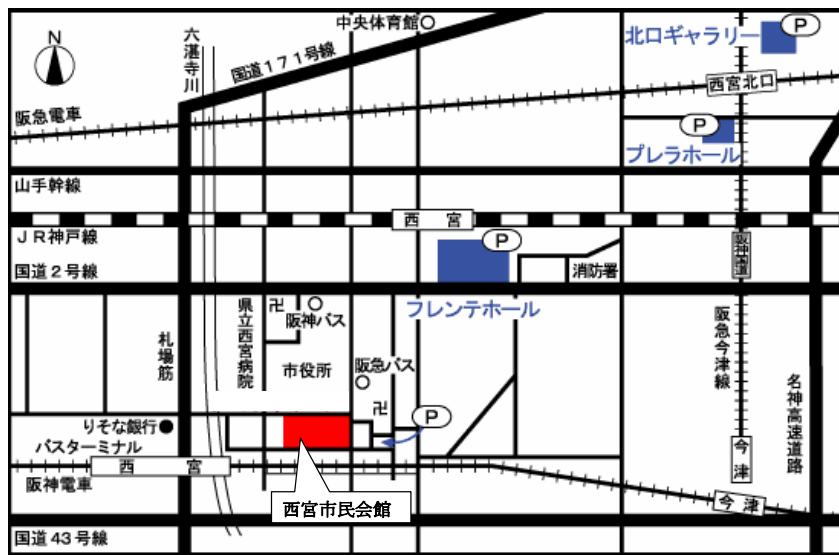 N
六湛寺川
中央体育館
国道171号線
北口ギャラリー
P
西宮北口
阪急電車
P
プレラホール
山手幹線
西宮
JR神戸線
P
阪神国道
国道2号線
消防署
フレンテホール
県立西宮病院
卍
阪神バス
札場筋
市役所
阪急バス
阪急今津線
名神高速道路
卍
P
りそな銀行
バスターミナル
西宮
今津
阪神電車
今津
西宮市民会館
国道43号線